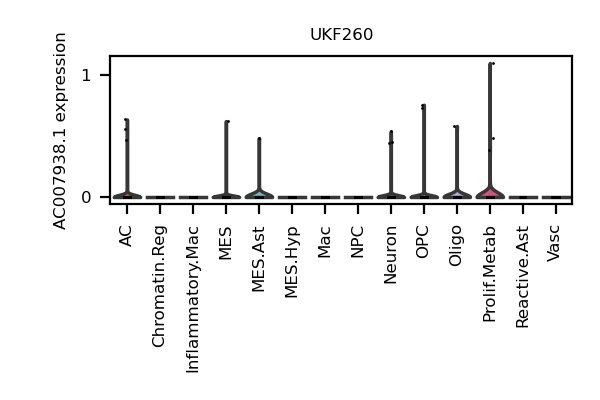 UKF260
AC007938.1 expression
1
0
AC
Chromatin.Reg
Inflammatory.Mac
MES
MES.Ast
MES.Hyp
Mac
NPC
Neuron
OPC
Oligo
Prolif.Metab
Reactive.Ast
Vasc